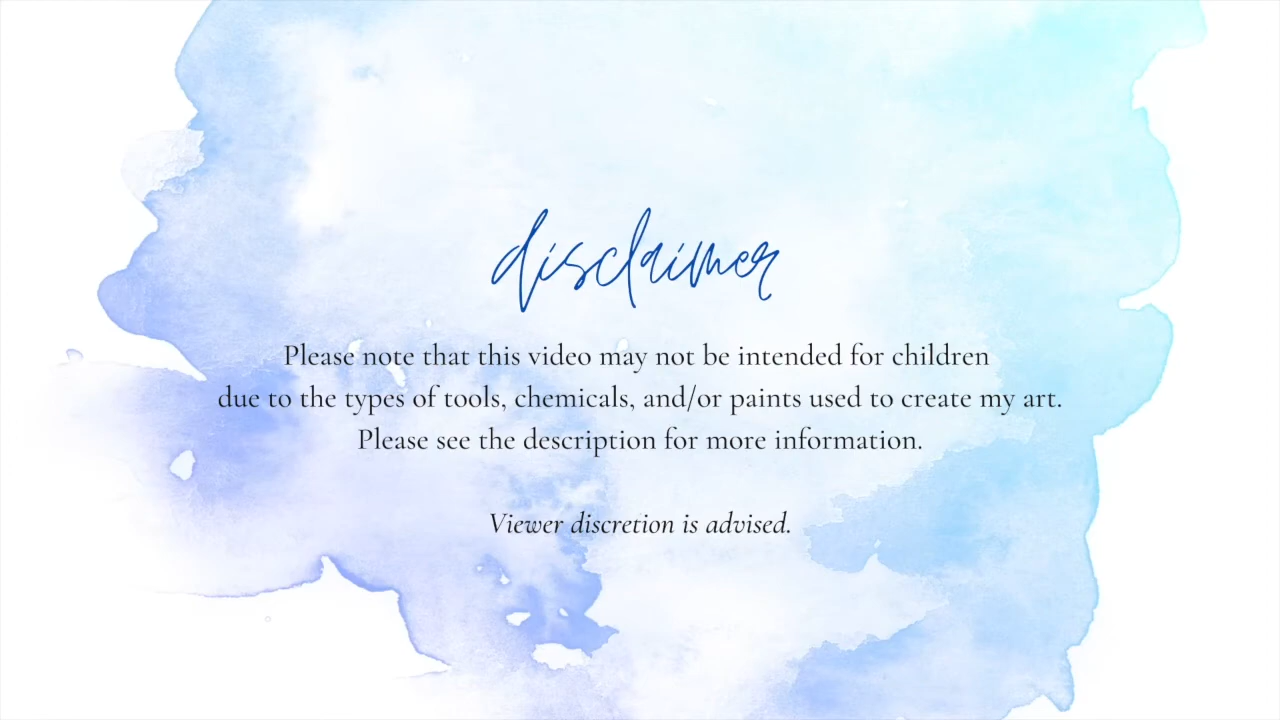 disclaimer
Please note that this video may not be intended for children
due to the types of tools, chemicals, and/or paints used to create my art.
Please see the description for more information.
Viewer discretion is advised.